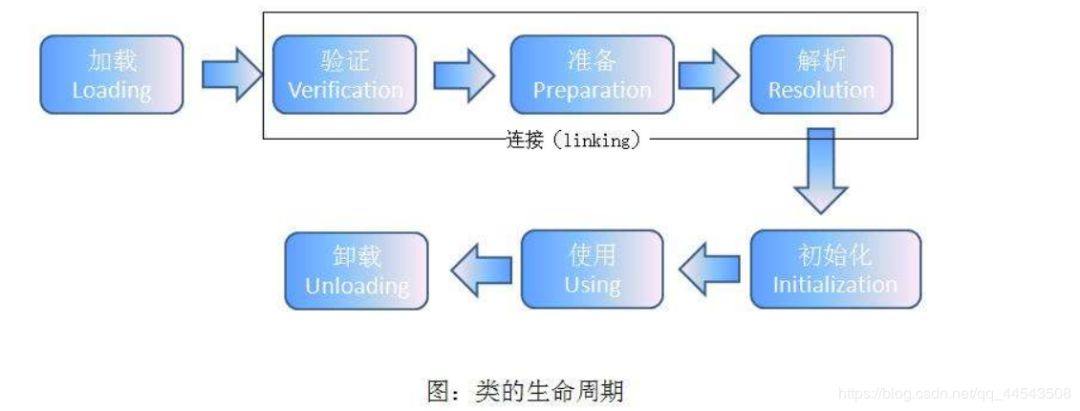 加载
Loading
验证
Verification
准备
Preparation
解析
Resolution
连接（linking）
初始化
Initialization
使用
Using
卸载
Unloading
图：类的生命周期
https://blog.csdn.net/qq_44543508